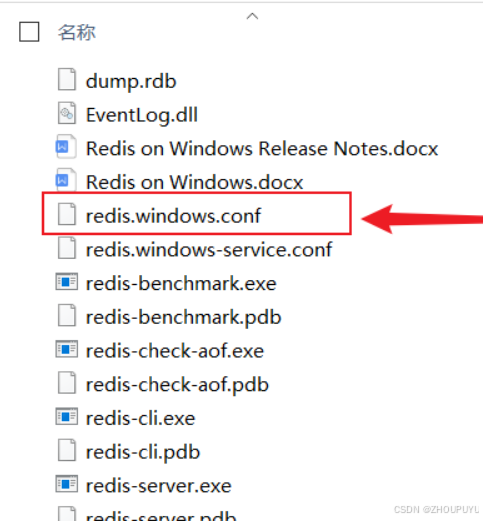 名称
dump.rdb
EventLog.dll
Redis on Windows Release Notes.docx
Redis on Windows.docx
redis.windows.conf
redis.windows-service.conf
redis-benchmark.exe
redis-benchmark.pdb
redis-check-aof.exe
redis-check-aof.pdb
redis-cli.exe
redis-cli.pdb
redis-server.exe
redis-server.pdb
CSDN @ZHOUPUYU